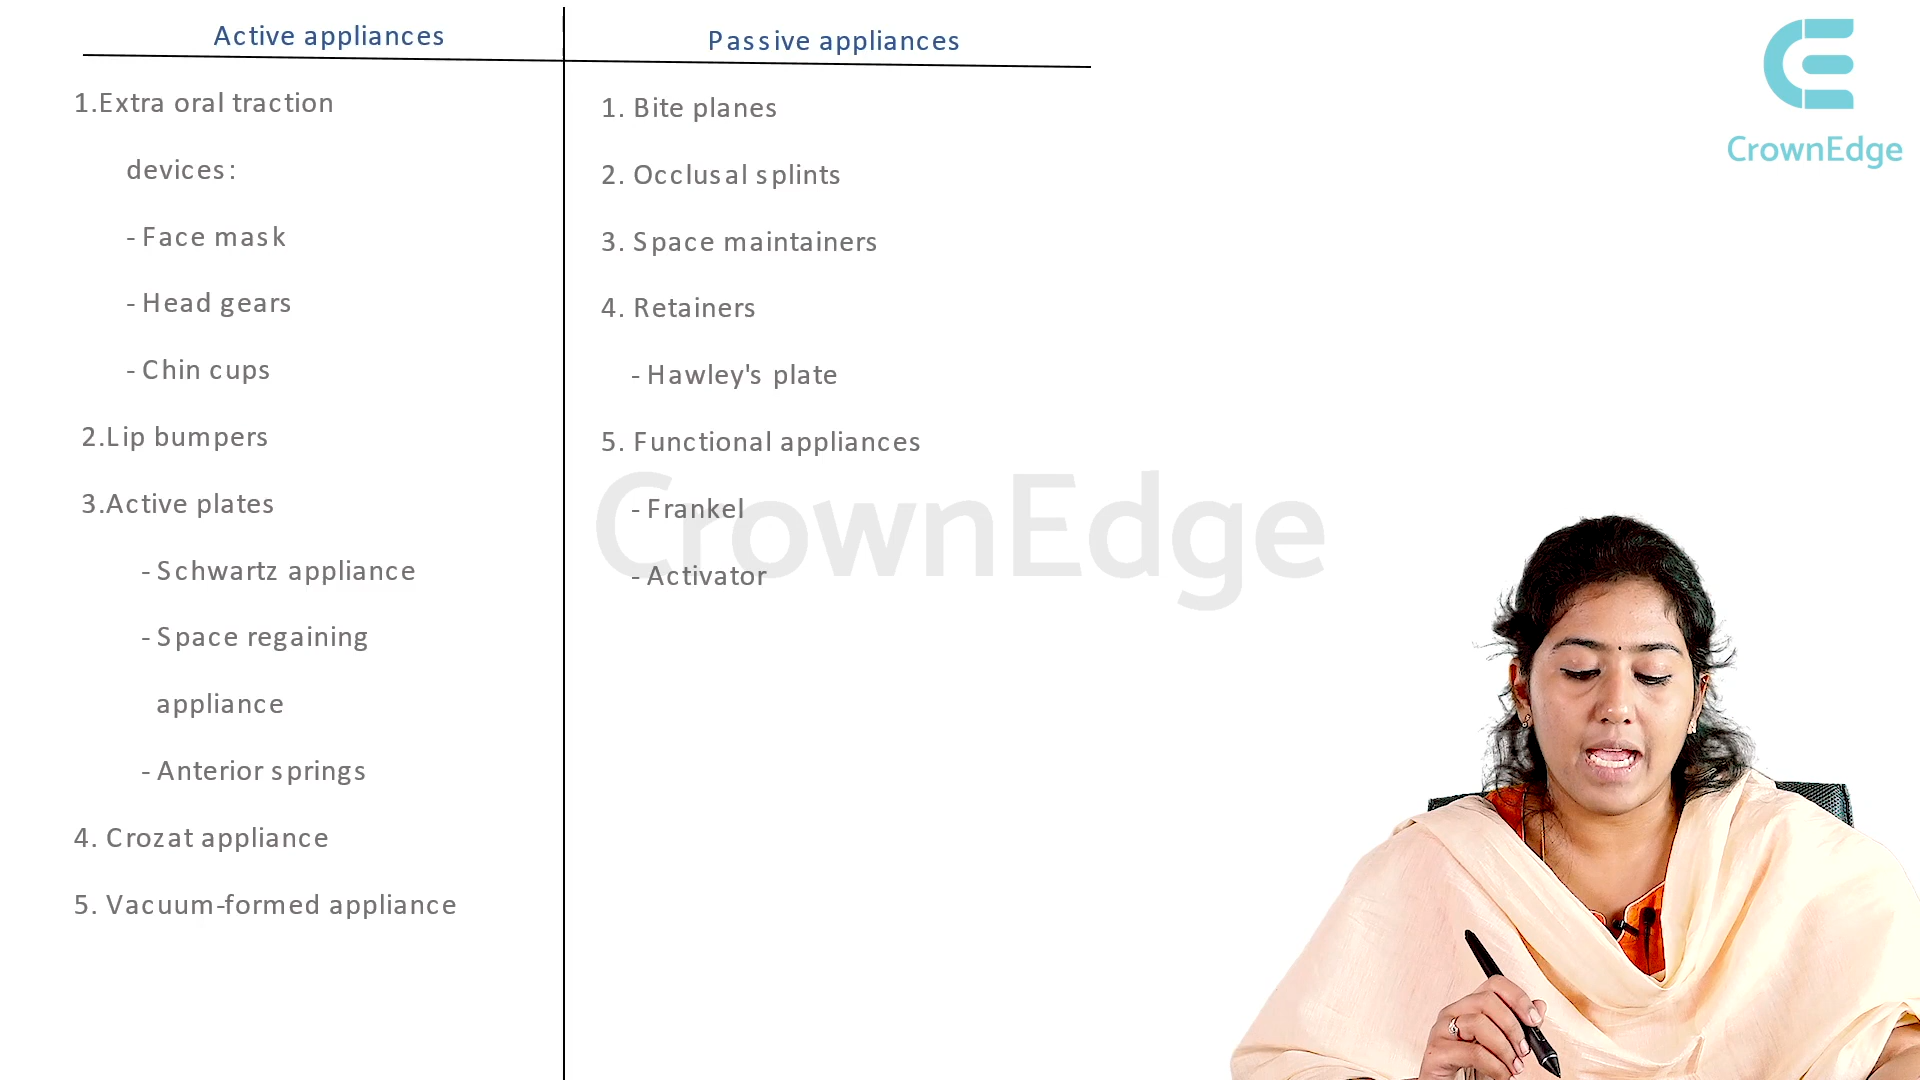 Active appliances
1.Extra oral traction
devices:
- Face mask
- Head gears
- Chin cups
2.Lip bumpers
3.Active plates
- Schwartz appliance
- Space regaining
appliance
- Anterior springs
4. Crozat appliance
5. Vacuum-formed appliance
Passive appliances
1. Bite planes
2. Occlusal splints
3. Space maintainers
4. Retainers
- Hawley's plate
5. Functional appliances
- Frankel
- Activator
CrownEdge
CrownEdge